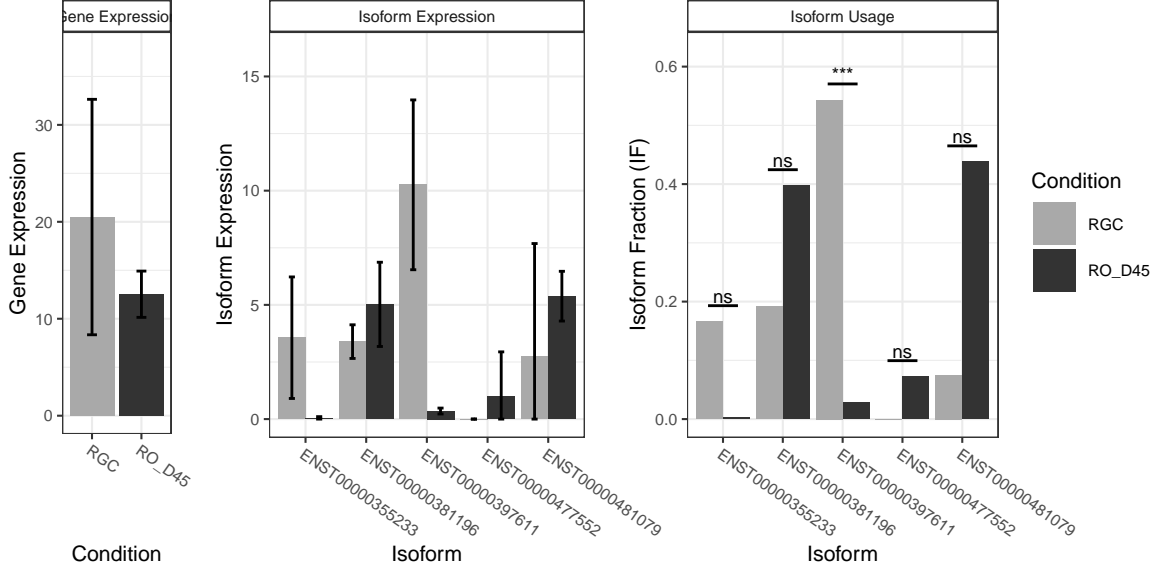 Gene Expression
Gene Expression
0
10
20
30
RGC
RO_D45
Condition
Isoform Expression
Isoform Expression
0
5
10
15
ENST00000355233
ENST00000381196
ENST00000397611
ENST00000477552
ENST00000481079
Isoform
Isoform Usage
Isoform Fraction (IF)
0.0
0.2
0.4
0.6
ns
ns
***
ns
ns
ENST00000355233
ENST00000381196
ENST00000397611
ENST00000477552
ENST00000481079
Isoform
Condition
RGC
RO_D45